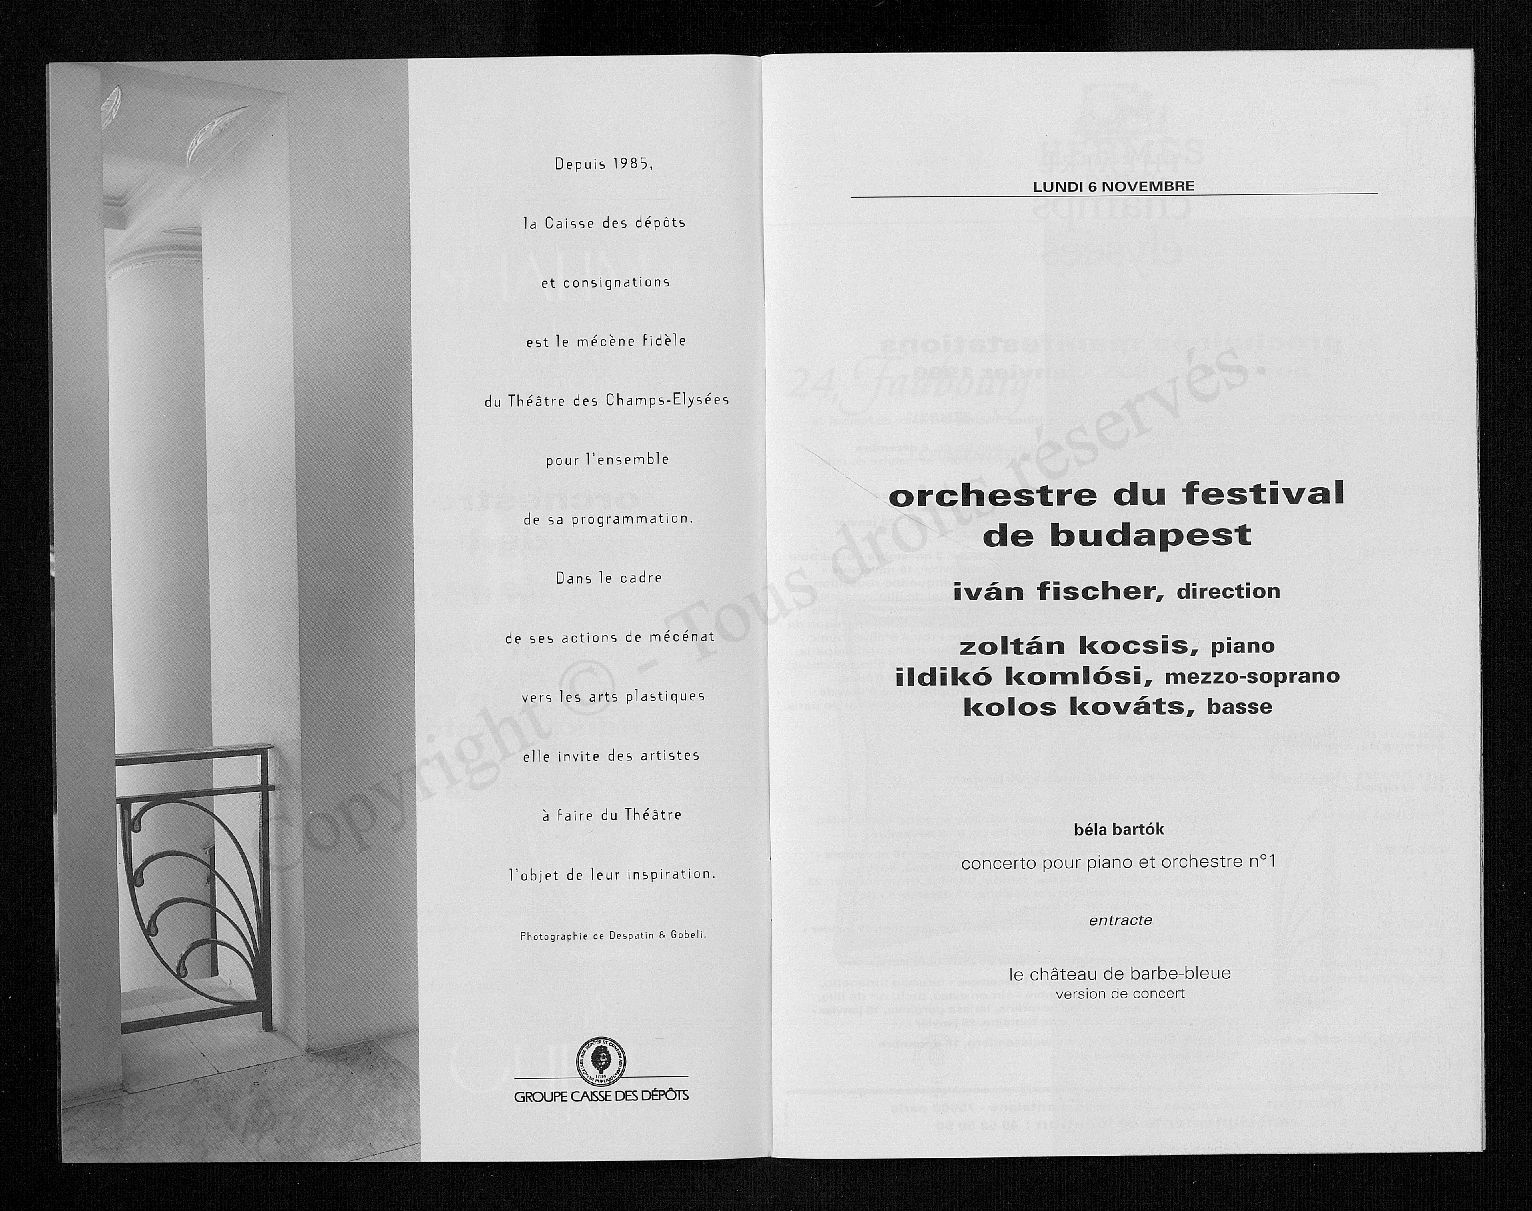 Depuis 1985,
la Caisse des dépôts
et consignations
est le mécène fidèle
du Théâtre des Champs-Elysées
pour l'ensemble
de sa programmation.
Dans le cadre
de ses actions de mécénat
vers les arts plastiques
elle invite des artistes
à faire du Théâtre
l'objet de leur inspiration.
Photographie de Despatin & Gobeli.
GROUPE CAISSE DES DÉPÔTS
LUNDI 6 NOVEMBRE
orchestre du festival
de budapest
iván fischer, direction
zoltán kocsis, piano
ildikó komlósi, mezzo-soprano
kolos kováts, basse
béla bartók
concerto pour piano et orchestre n°1
entracte
le château de barbe-bleue
version de concert
Copyright © - Tous droits réservés.